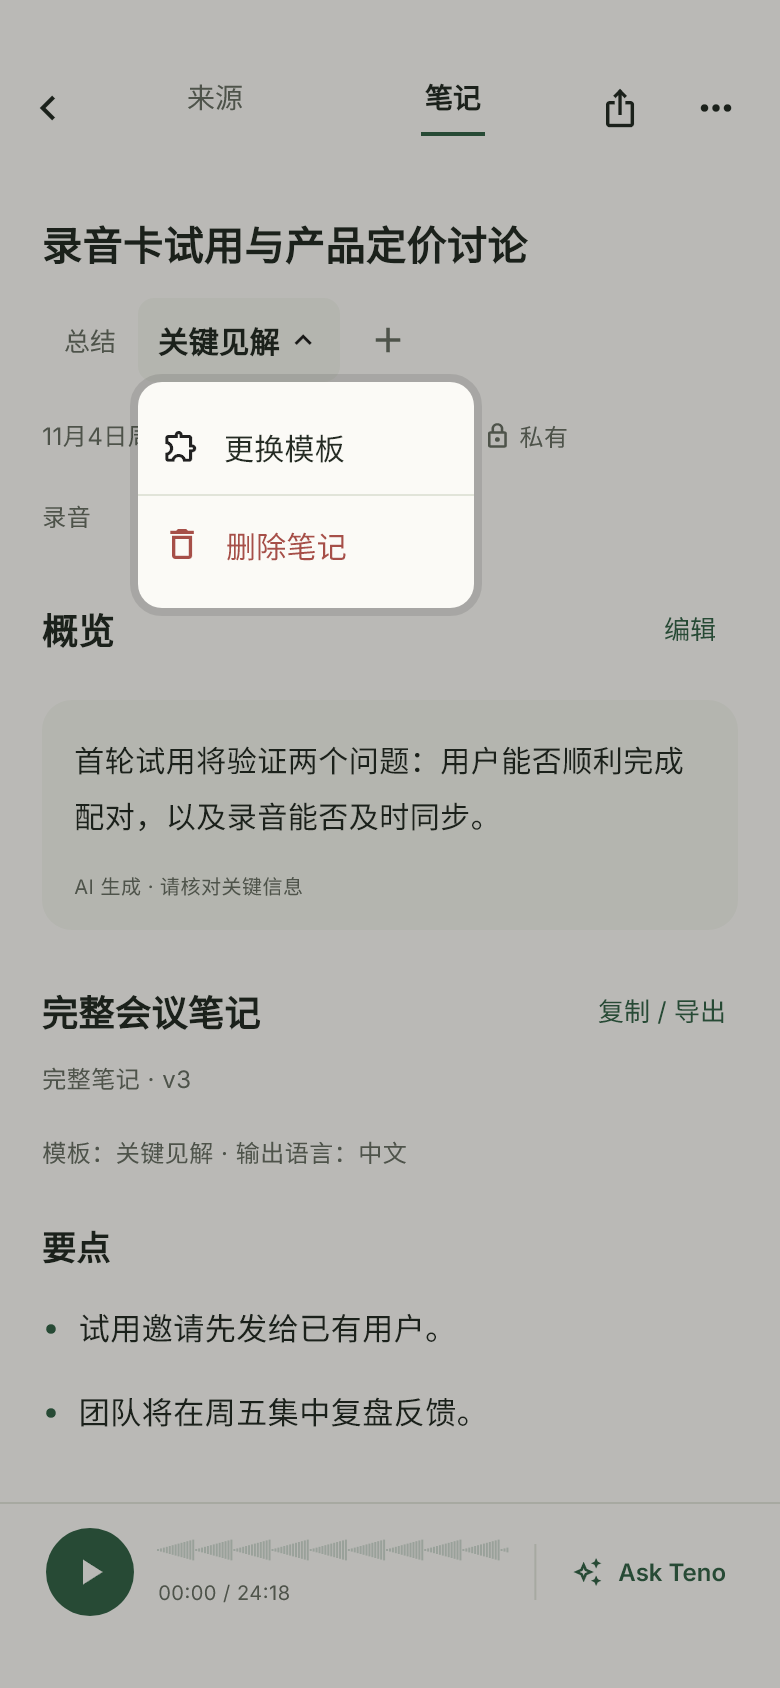 来源
笔记
录音卡试用与产品定价讨论
总结
关键见解
更换模板
11月4日
私有
录音
删除笔记
概览
编辑
首轮试用将验证两个问题：用户能否顺利完成
配对，以及录音能否及时同步。
AI 生成 · 请核对关键信息
完整会议笔记
复制 / 导出
完整笔记 · v3
模板：关键见解 · 输出语言：中文
要点
• 试用邀请先发给已有用户。
• 团队将在周五集中复盘反馈。
00:00 / 24:18
Ask Teno